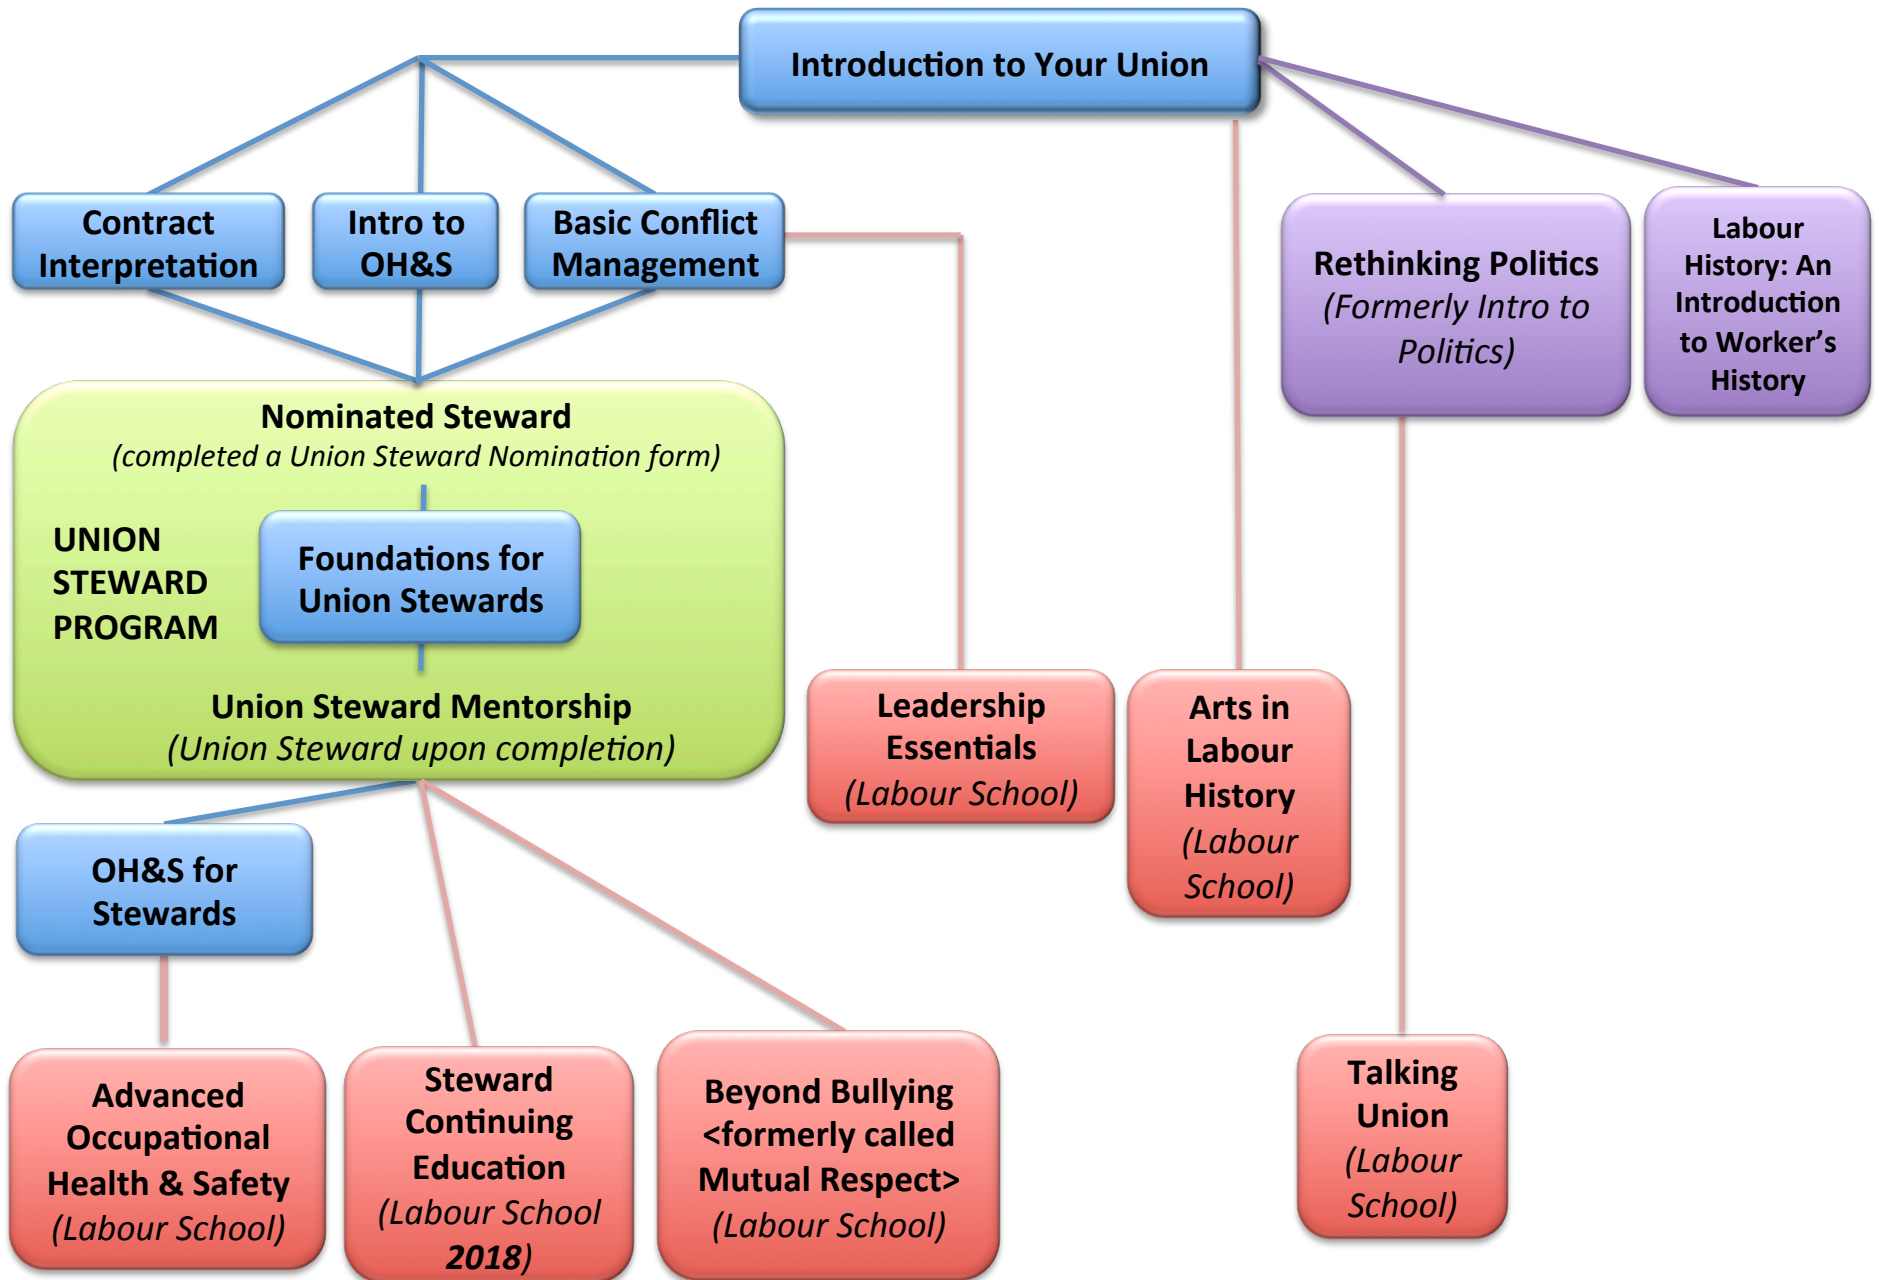 Introduction to Your Union
Contract
Interpretation
Intro to
OH&S
Basic Conflict
Management
Rethinking Politics
(Formerly Intro to
Politics)
Labour
History: An
Introduction
to Worker’s
History
Nominated Steward
(completed a Union Steward Nomination form)
UNION
STEWARD
PROGRAM
Foundations for
Union Stewards
Union Steward Mentorship
(Union Steward upon completion)
Leadership
Essentials
(Labour School)
Arts in
Labour
History
(Labour
School)
OH&S for
Stewards
Advanced
Occupational
Health & Safety
(Labour School)
Steward
Continuing
Education
(Labour School
2018)
Beyond Bullying
<formerly called
Mutual Respect>
(Labour School)
Talking
Union
(Labour
School)